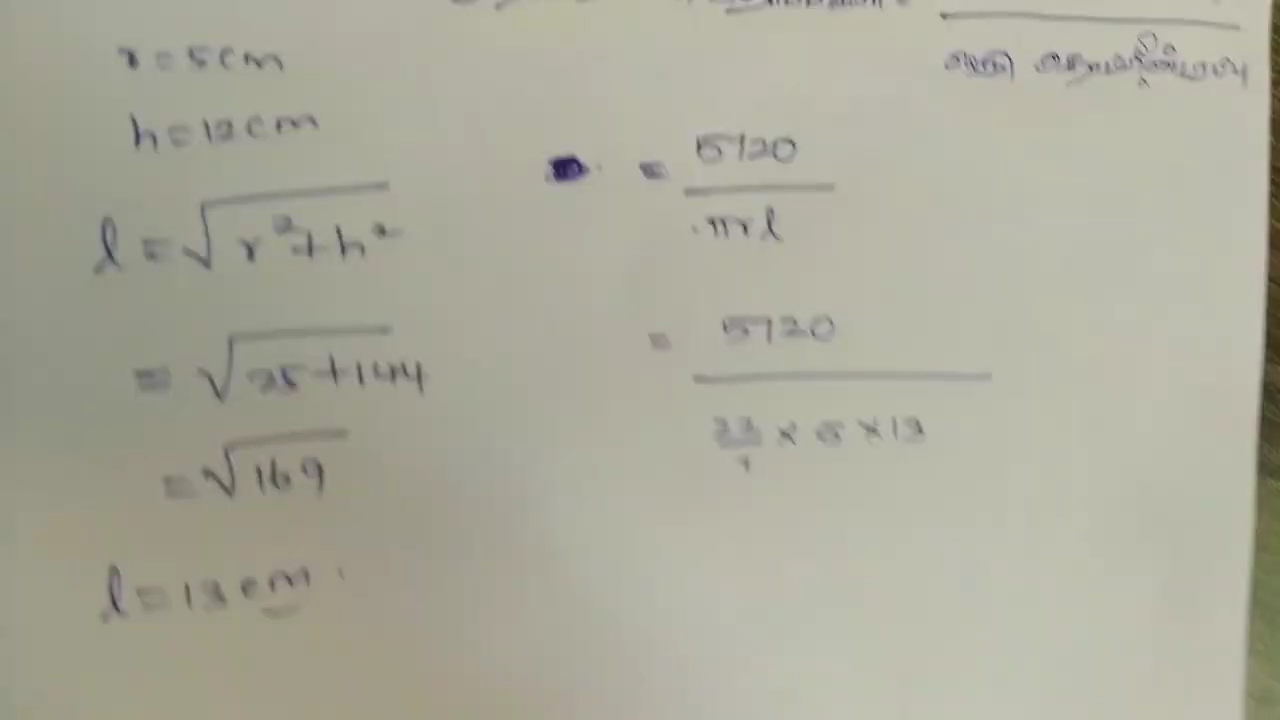 r = 5cm
h = 12cm
l = √r²+h²
= √25+144
= √169
l = 13cm.
= 5720
πrl
= 5720
22/7 × 5 × 13